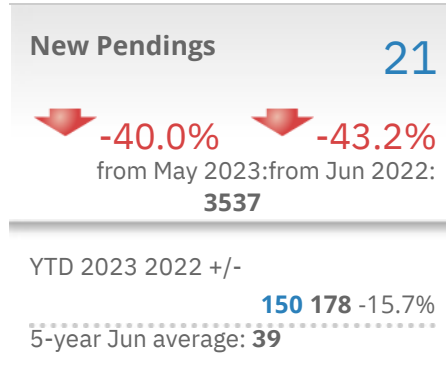 New Pendings
21
-40.0% -43.2%
from May 2023:from Jun 2022:
3537
YTD 2023 2022 +/-
150 178 -15.7%
5-year Jun average: 39